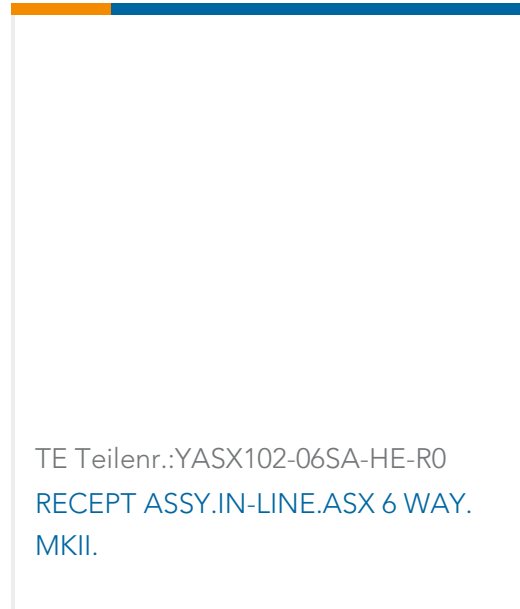 TE Teilenr.:YASX102-06SA-HE-R0
RECEPT ASSY.IN-LINE.ASX 6 WAY.
MKII.